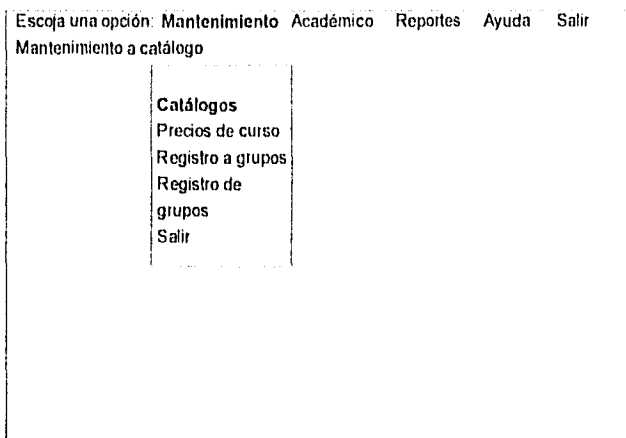 Escoja una opción: Mantenimiento Académico Reportes Ayuda Salir
Mantenimiento a catálogo
Catálogos
Precios de curso
Registro a grupos
Registro de
grupos
Salir